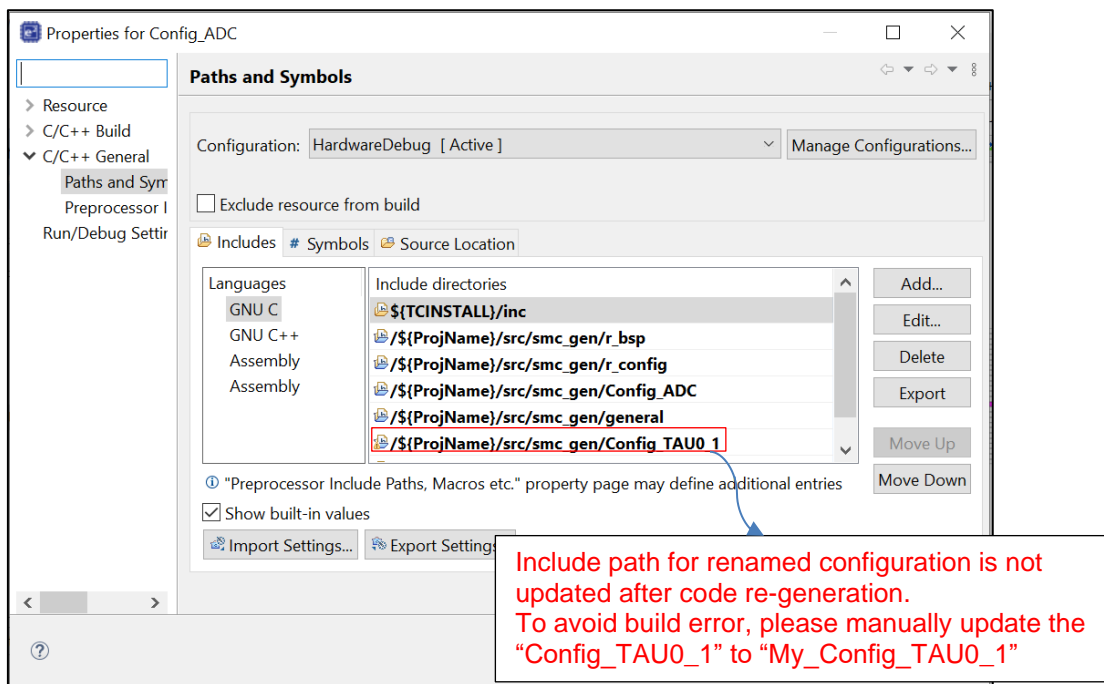 Properties for Config_ADC
Paths and Symbols
Resource
C/C++ Build
C/C++ General
Paths and Sym
Preprocessor I
Run/Debug Settir
Configuration: HardwareDebug [ Active ]
Manage Configurations...
Exclude resource from build
Includes # Symbols Source Location
Languages
GNU C
GNU C++
Assembly
Assembly
Include directories
${TCINSTALL}/inc
/${ProjName}/src/smc_gen/r_bsp
/${ProjName}/src/smc_gen/r_config
/${ProjName}/src/smc_gen/Config_ADC
/${ProjName}/src/smc_gen/general
/${ProjName}/src/smc_gen/Config_TAU0_1
Add...
Edit...
Delete
Export
Move Up
Move Down
"Preprocessor Include Paths, Macros etc." property page may define additional entries
Show built-in values
Import Settings... Export Settings
Include path for renamed configuration is not
updated after code re-generation.
To avoid build error, please manually update the
“Config_TAU0_1” to “My_Config_TAU0_1”